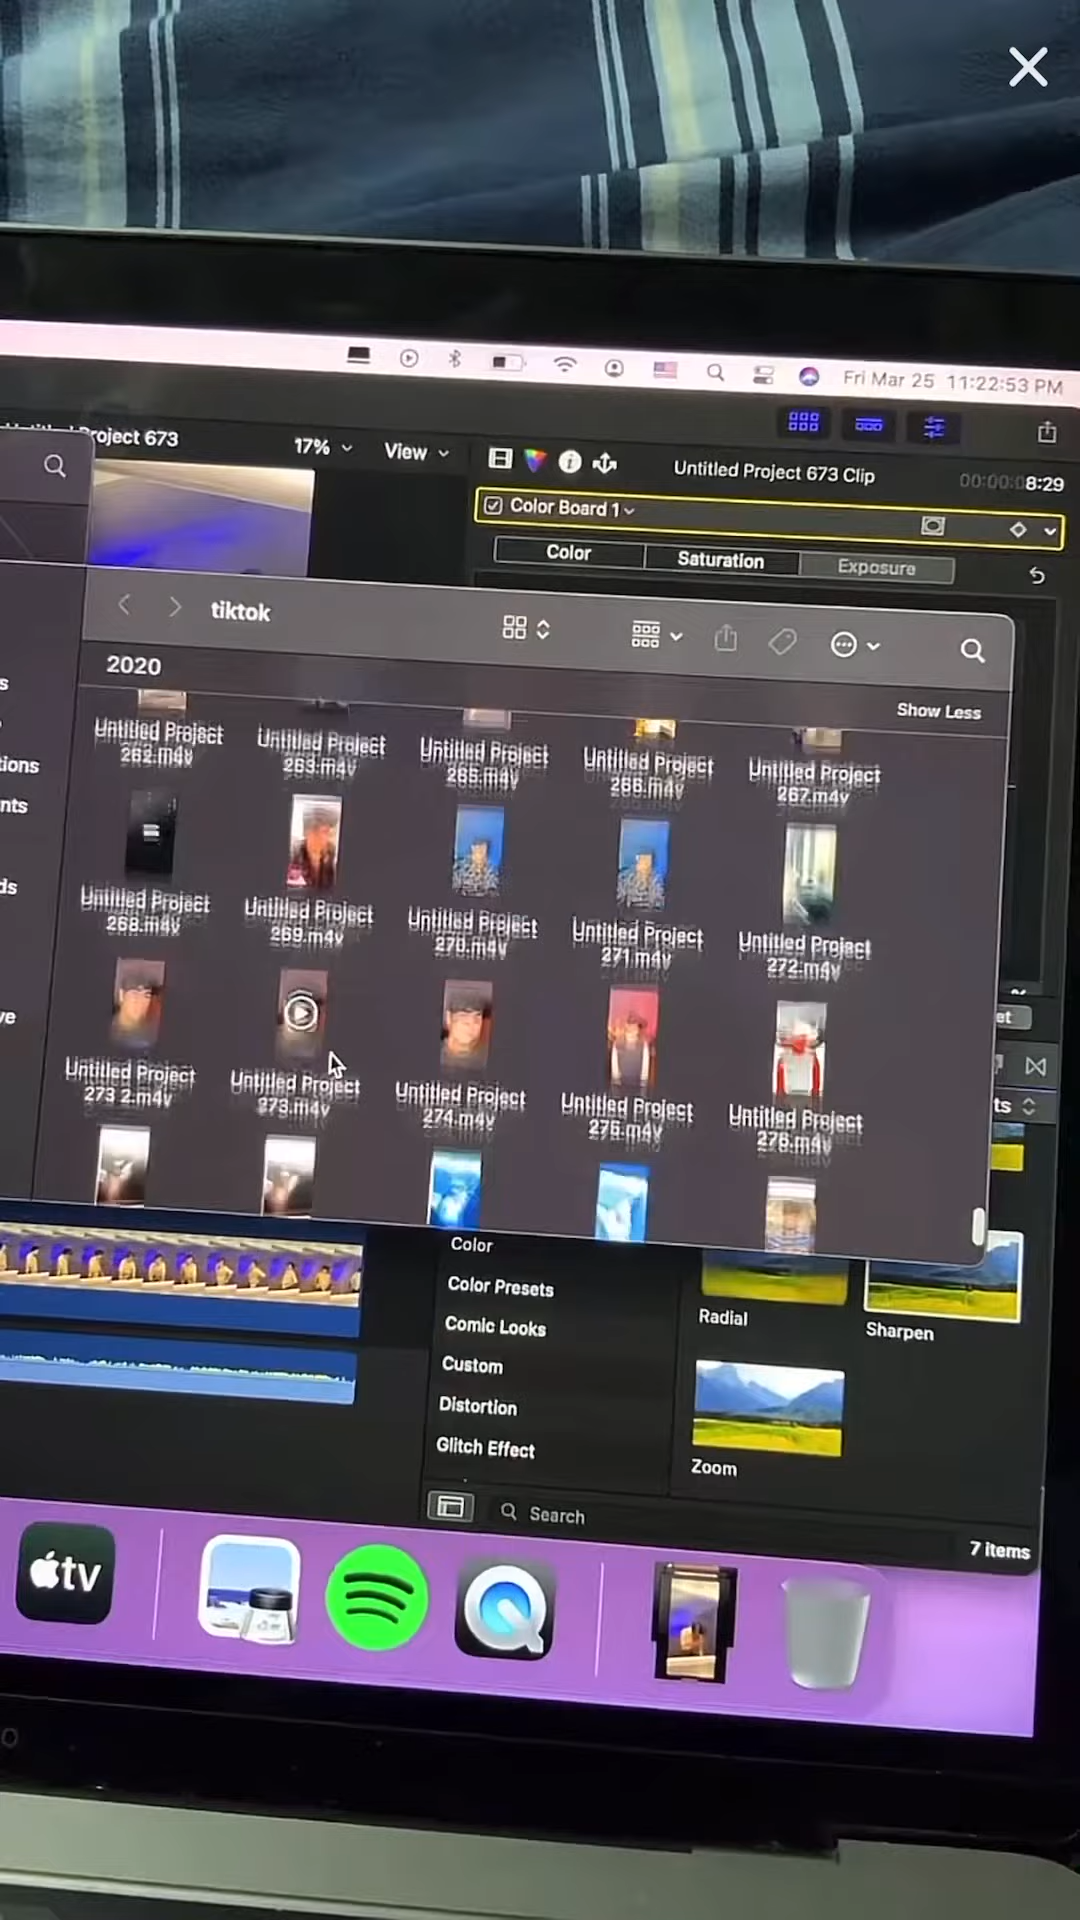 Fri Mar 25 11:22:53 PM
Project 673
17%
View
Untitled Project 673 Clip
00:00:08:29
Color Board 1
Color
Saturation
Exposure
tiktok
2020
Show Less
Untitled Project
262.m4v
Untitled Project
263.m4v
Untitled Project
265.m4v
Untitled Project
266.m4v
Untitled Project
267.m4v
Untitled Project
268.m4v
Untitled Project
269.m4v
Untitled Project
270.m4v
Untitled Project
271.m4v
Untitled Project
272.m4v
Untitled Project
273 2.m4v
Untitled Project
273.m4v
Untitled Project
274.m4v
Untitled Project
275.m4v
Untitled Project
276.m4v
Color
Color Presets
Comic Looks
Custom
Distortion
Glitch Effect
Radial
Sharpen
Zoom
Search
7 items
tv